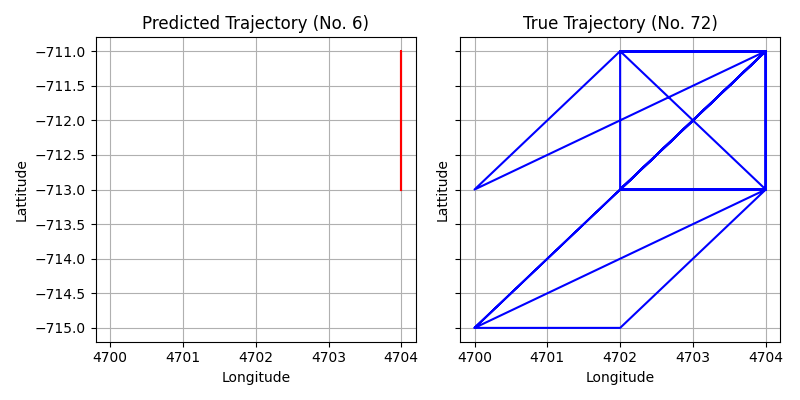 Predicted Trajectory (No. 6)
−711.0
−711.5
−712.0
−712.5
−713.0
−713.5
−714.0
−714.5
−715.0
Lattitude
4700 4701 4702 4703 4704
Longitude
True Trajectory (No. 72)
Lattitude
4700 4701 4702 4703 4704
Longitude